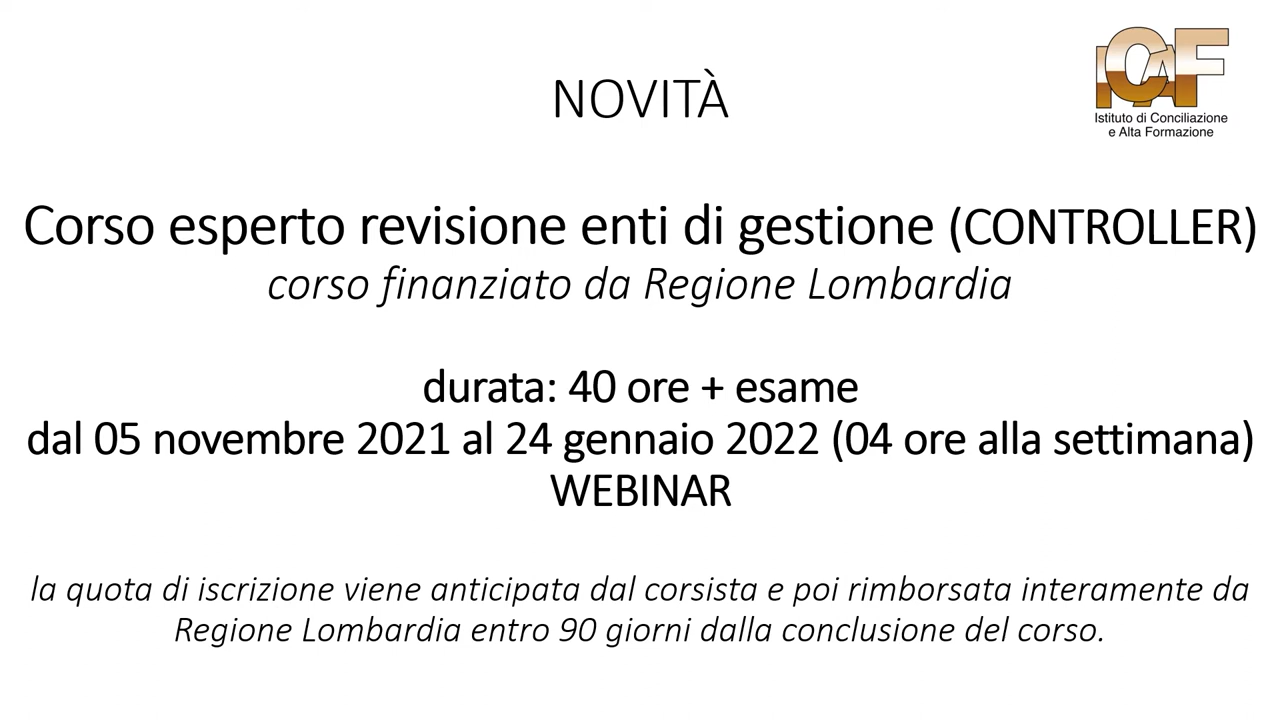 ICAF
Istituto di Conciliazione
e Alta Formazione
NOVITÀ
Corso esperto revisione enti di gestione (CONTROLLER)
corso finanziato da Regione Lombardia
durata: 40 ore + esame
dal 05 novembre 2021 al 24 gennaio 2022 (04 ore alla settimana)
WEBINAR
la quota di iscrizione viene anticipata dal corsista e poi rimborsata interamente da
Regione Lombardia entro 90 giorni dalla conclusione del corso.